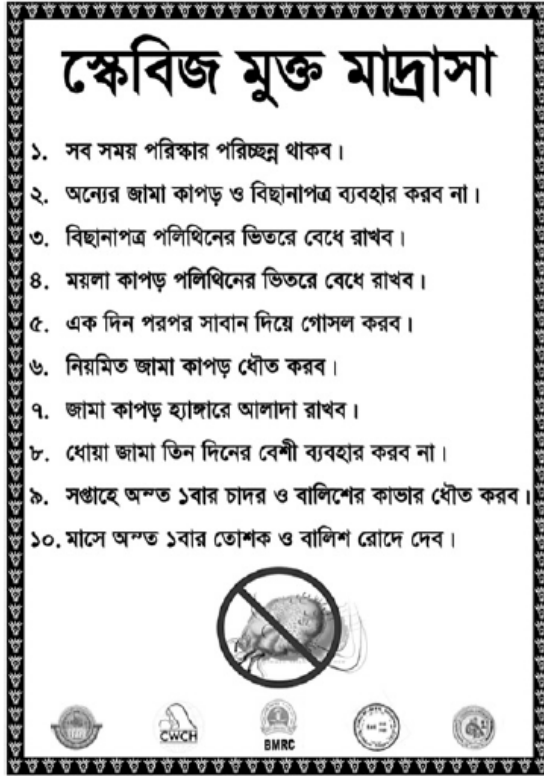 স্কেবিজ মুক্ত মাদ্রাসা
১. সব সময় পরিস্কার পরিচ্ছন্ন থাকব।
২. অন্যের জামা কাপড় ও বিছানাপত্র ব্যবহার করব না।
৩. বিছানাপত্র পলিথিনের ভিতরে বেধে রাখব।
৪. ময়লা কাপড় পলিথিনের ভিতরে বেধে রাখব।
৫. এক দিন পরপর সাবান দিয়ে গোসল করব।
৬. নিয়মিত জামা কাপড় ধৌত করব।
৭. জামা কাপড় হ্যাঙ্গারে আলাদা রাখব।
৮. ধোয়া জামা তিন দিনের বেশী ব্যবহার করব না।
৯. সপ্তাহে অন্তত ১বার চাদর ও বালিশের কাভার ধৌত করব।
১০. মাসে অন্তত ১বার তোশক ও বালিশ রোদে দেব।
CWCH
BMRC